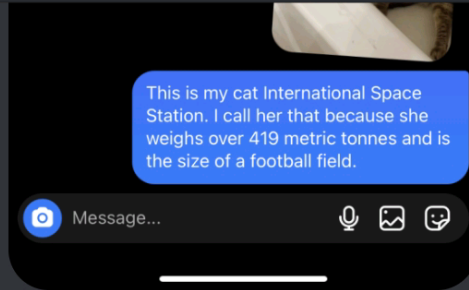 This is my cat International Space
Station. I call her that because she
weighs over 419 metric tonnes and is
the size of a football field.
Message...